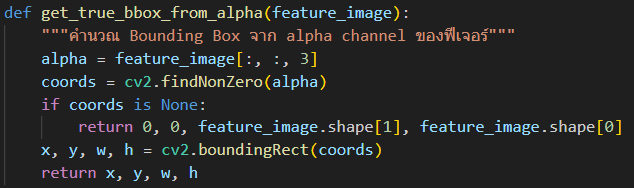 def get_true_bbox_from_alpha(feature_image):
    """คำนวณ Bounding Box จาก alpha channel ของฟีเจอร์"""
    alpha = feature_image[:, :, 3]
    coords = cv2.findNonZero(alpha)
    if coords is None:
        return 0, 0, feature_image.shape[1], feature_image.shape[0]
    x, y, w, h = cv2.boundingRect(coords)
    return x, y, w, h